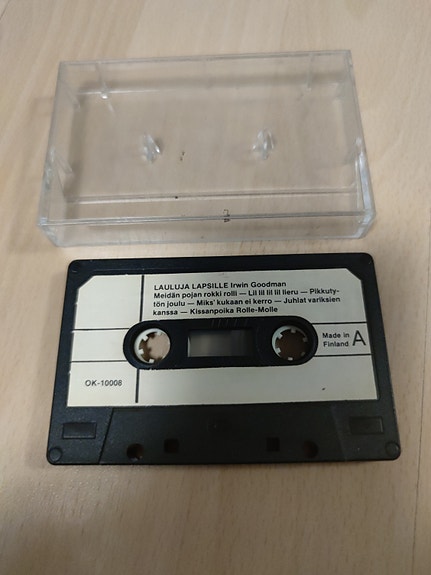 LAULUJA LAPSILLE Irwin Goodman
Meidän pojan rokki rolli — Lil lil lil lil lieru — Pikkuty-
tön joulu — Miks' kukaan ei kerro — Juhlat variksien
kanssa — Kissanpoika Rolle-Molle
Made in
Finland A
OK-10008